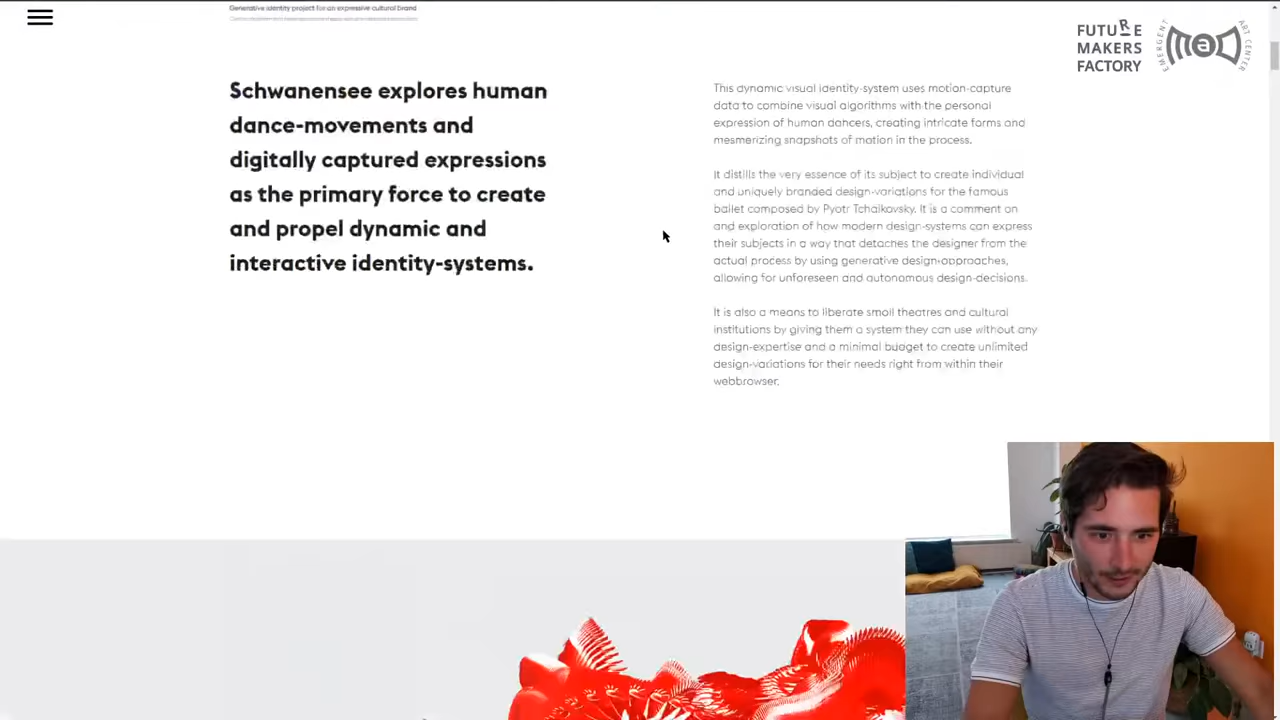 Generative identity project for an expressive cultural brand
FUTURE
MAKERS
FACTORY
EMERGENT
mac
ART CENTER
Schwanensee explores human
dance-movements and
digitally captured expressions
as the primary force to create
and propel dynamic and
interactive identity-systems.
This dynamic visual identity-system uses motion-capture
data to combine visual algorithms with the personal
expression of human dancers, creating intricate forms and
mesmerizing snapshots of motion in the process.
It distills the very essence of its subject to create individual
and uniquely branded design-variations for the famous
ballet composed by Pyotr Tchaikovsky. It is a comment on
and exploration of how modern design-systems can express
their subjects in a way that detaches the designer from the
actual process by using generative design-approaches,
allowing for unforeseen and autonomous design-decisions.
It is also a means to liberate small theatres and cultural
institutions by giving them a system they can use without any
design-expertise and a minimal budget to create unlimited
design-variations for their needs right from within their
webbrowser.